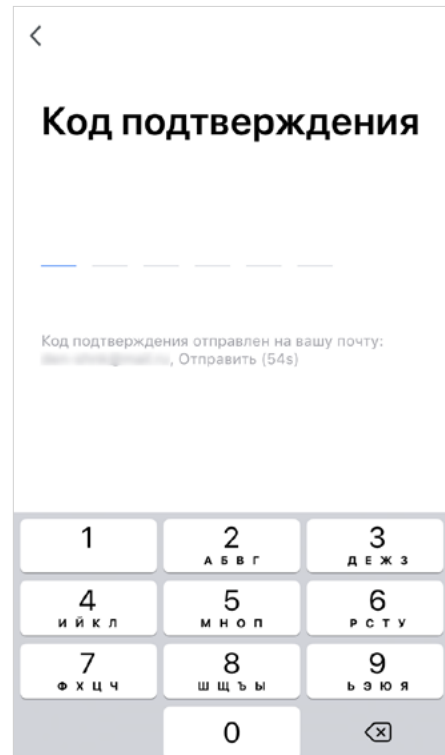 Код подтверждения
Код подтверждения отправлен на вашу почту:
, Отправить (54s)
1
2
3
А Б В Г
Д Е Ж З
4
5
6
И Й К Л
М Н О П
Р С Т У
7
8
9
Ф Х Ц Ч
Ш Щ Ъ Ы
Ь Э Ю Я
0